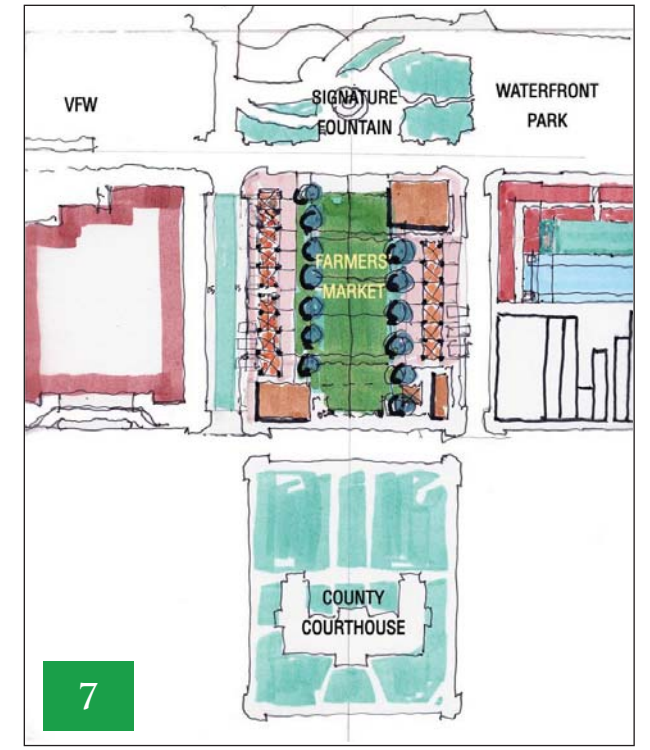 VFW
SIGNATURE
FOUNTAIN
WATERFRONT
PARK
FARMERS'
MARKET
COUNTY
COURTHOUSE
7